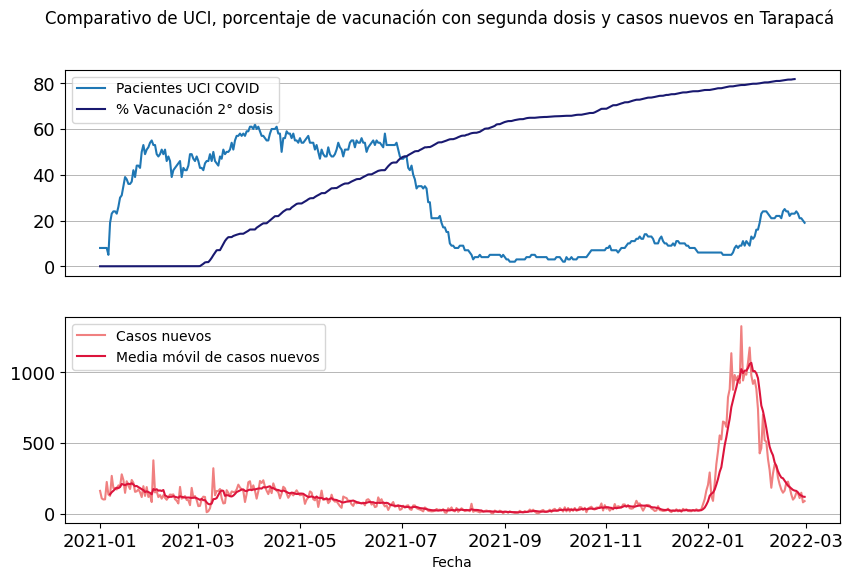 Comparativo de UCI, porcentaje de vacunación con segunda dosis y casos nuevos en Tarapacá
Pacientes UCI COVID
% Vacunación 2° dosis
80
60
40
20
0
Casos nuevos
Media móvil de casos nuevos
1000
500
0
2021-01 2021-03 2021-05 2021-07 2021-09 2021-11 2022-01 2022-03
Fecha